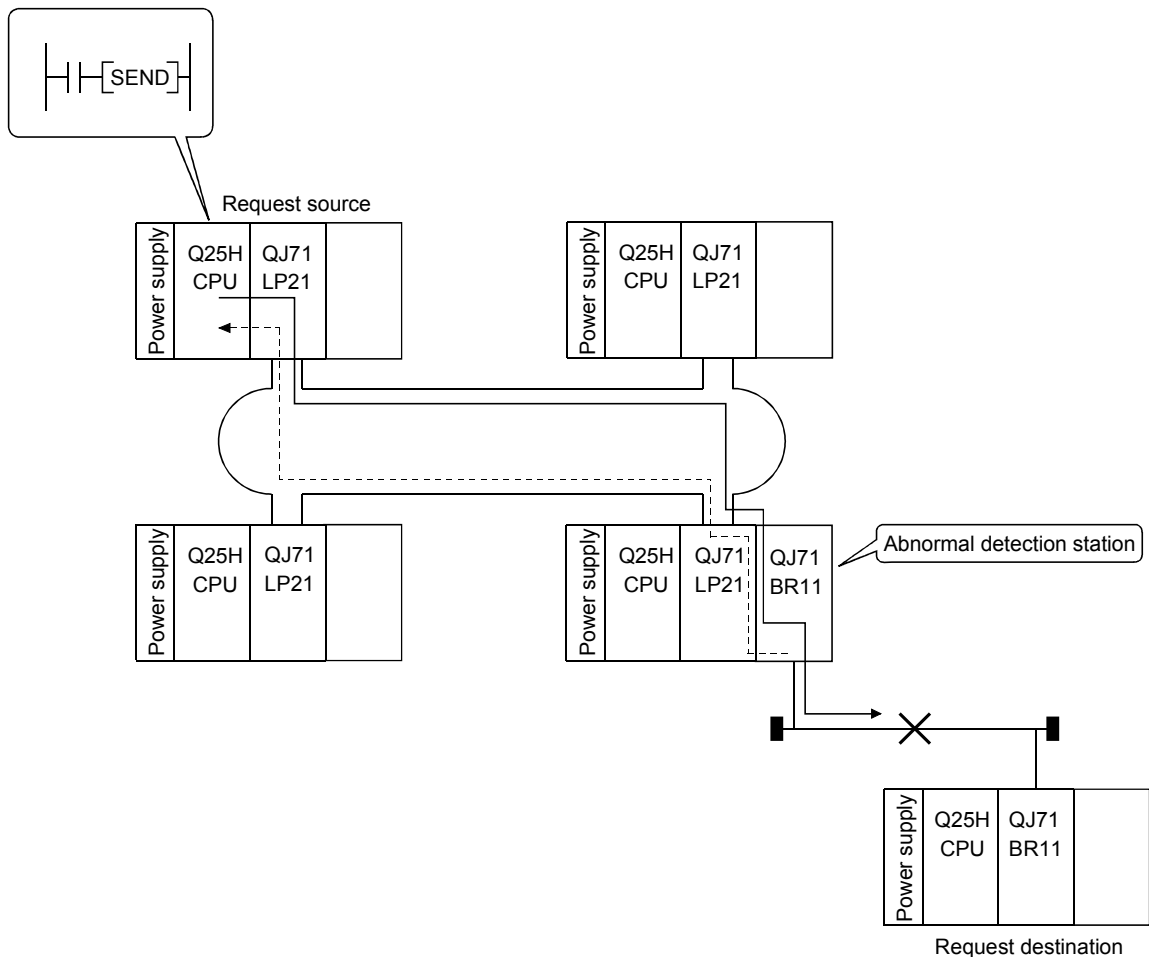 SEND
Request source
Power supply
Q25H
CPU
QJ71
LP21
Power supply
Q25H
CPU
QJ71
LP21
Power supply
Q25H
CPU
QJ71
LP21
Power supply
Q25H
CPU
QJ71
LP21
QJ71
BR11
Abnormal detection station
Power supply
Q25H
CPU
QJ71
BR11
Request destination